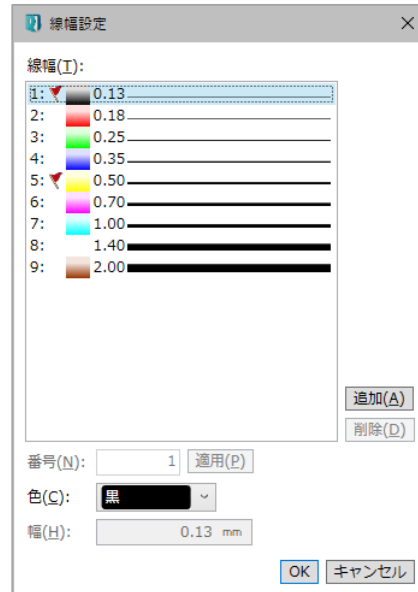 線幅設定
線幅(T):
1: 0.13
2: 0.18
3: 0.25
4: 0.35
5: 0.50
6: 0.70
7: 1.00
8: 1.40
9: 2.00
追加(A)
削除(D)
番号(N): 1 適用(P)
色(C): 黒
幅(H): 0.13 mm
OK キャンセル